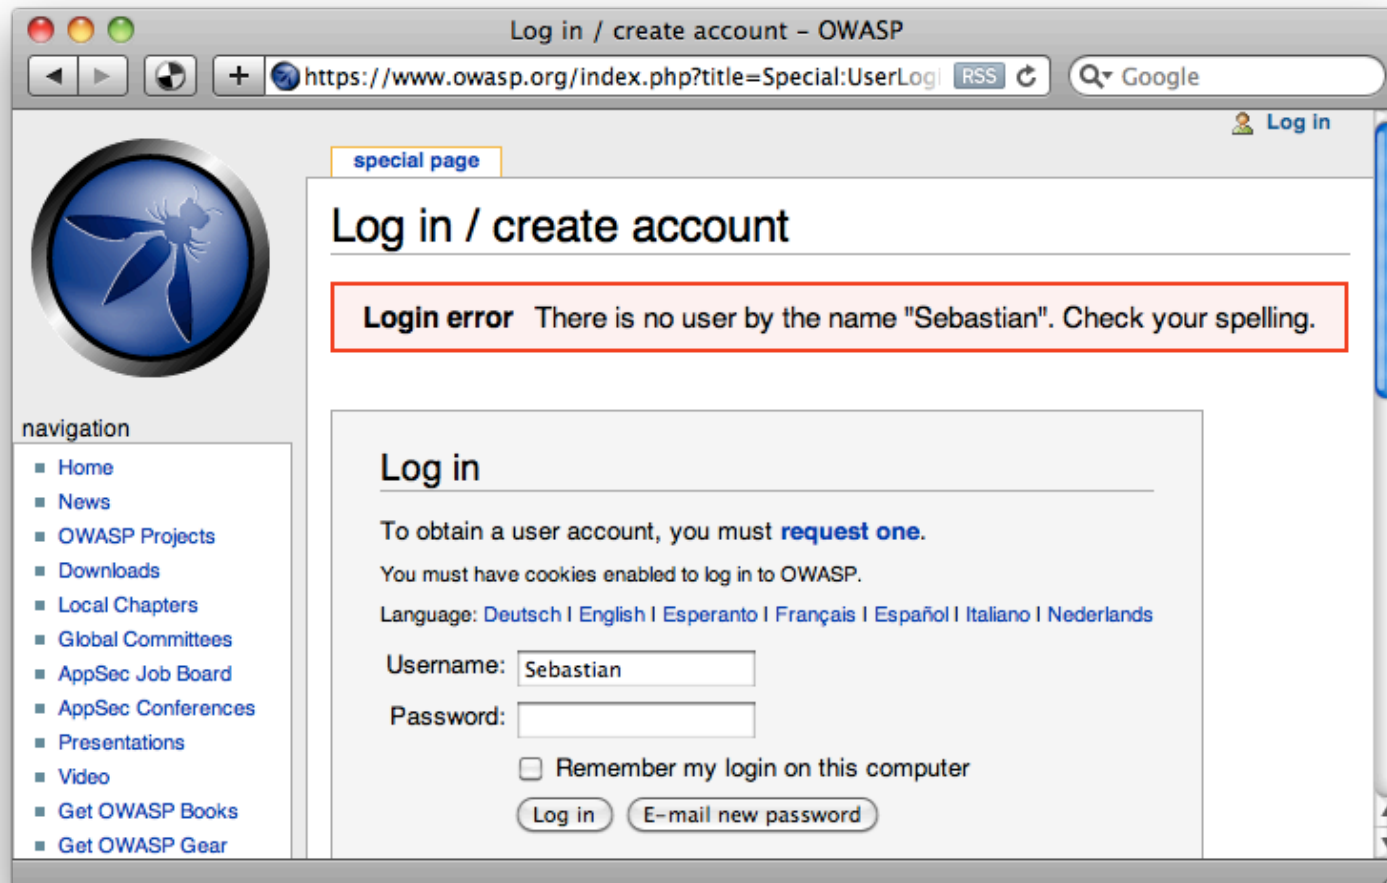 Log in / create account – OWASP
https://www.owasp.org/index.php?title=Special:UserLog RSS Google
Log in
special page
Log in / create account
Login error There is no user by the name "Sebastian". Check your spelling.
navigation
Home
News
OWASP Projects
Downloads
Local Chapters
Global Committees
AppSec Job Board
AppSec Conferences
Presentations
Video
Get OWASP Books
Get OWASP Gear
Log in
To obtain a user account, you must request one.
You must have cookies enabled to log in to OWASP.
Language: Deutsch | English | Esperanto | Français | Español | Italiano | Nederlands
Username: Sebastian
Password:
Remember my login on this computer
Log in E-mail new password